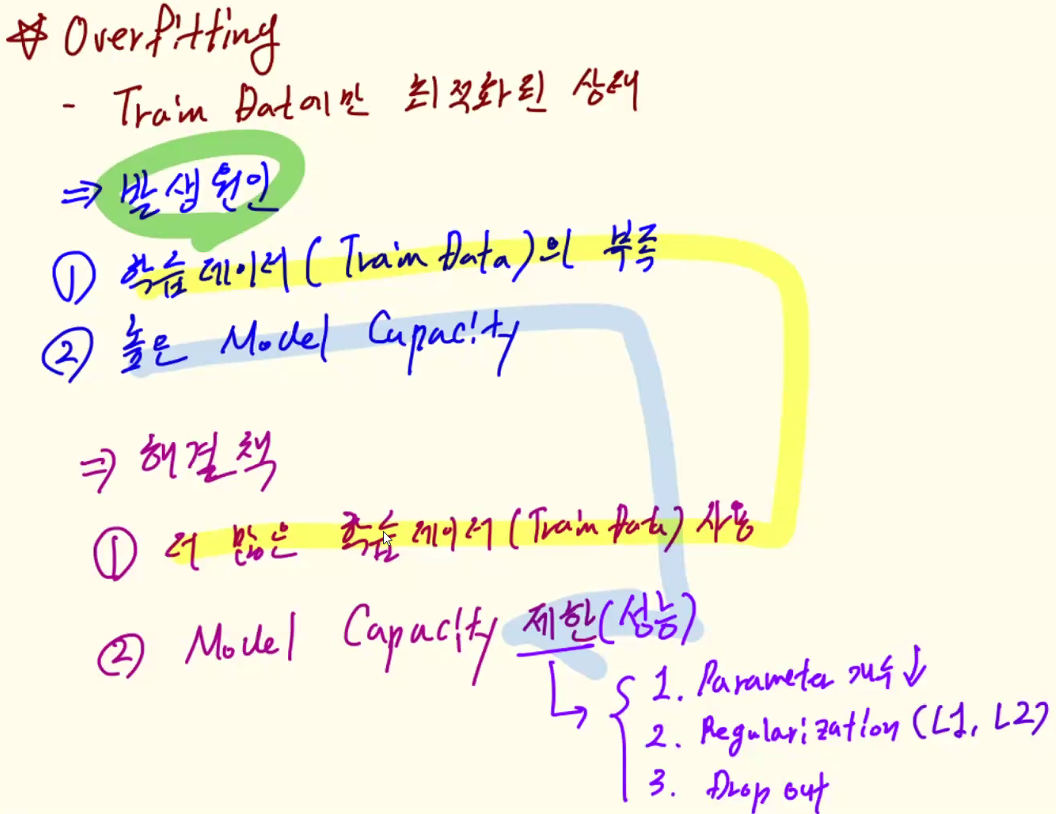 ☆ Overfitting
- Train Data에만 최적화된 상태
⇒ 발생원인
① 학습데이터(Train Data)의 부족
② 높은 Model Capacity
⇒ 해결책
① 더 많은 학습데이터(Train Data) 사용
② Model Capacity 제한(성능)
1. Parameter 개수↓
2. Regularization (L1, L2)
3. Drop out